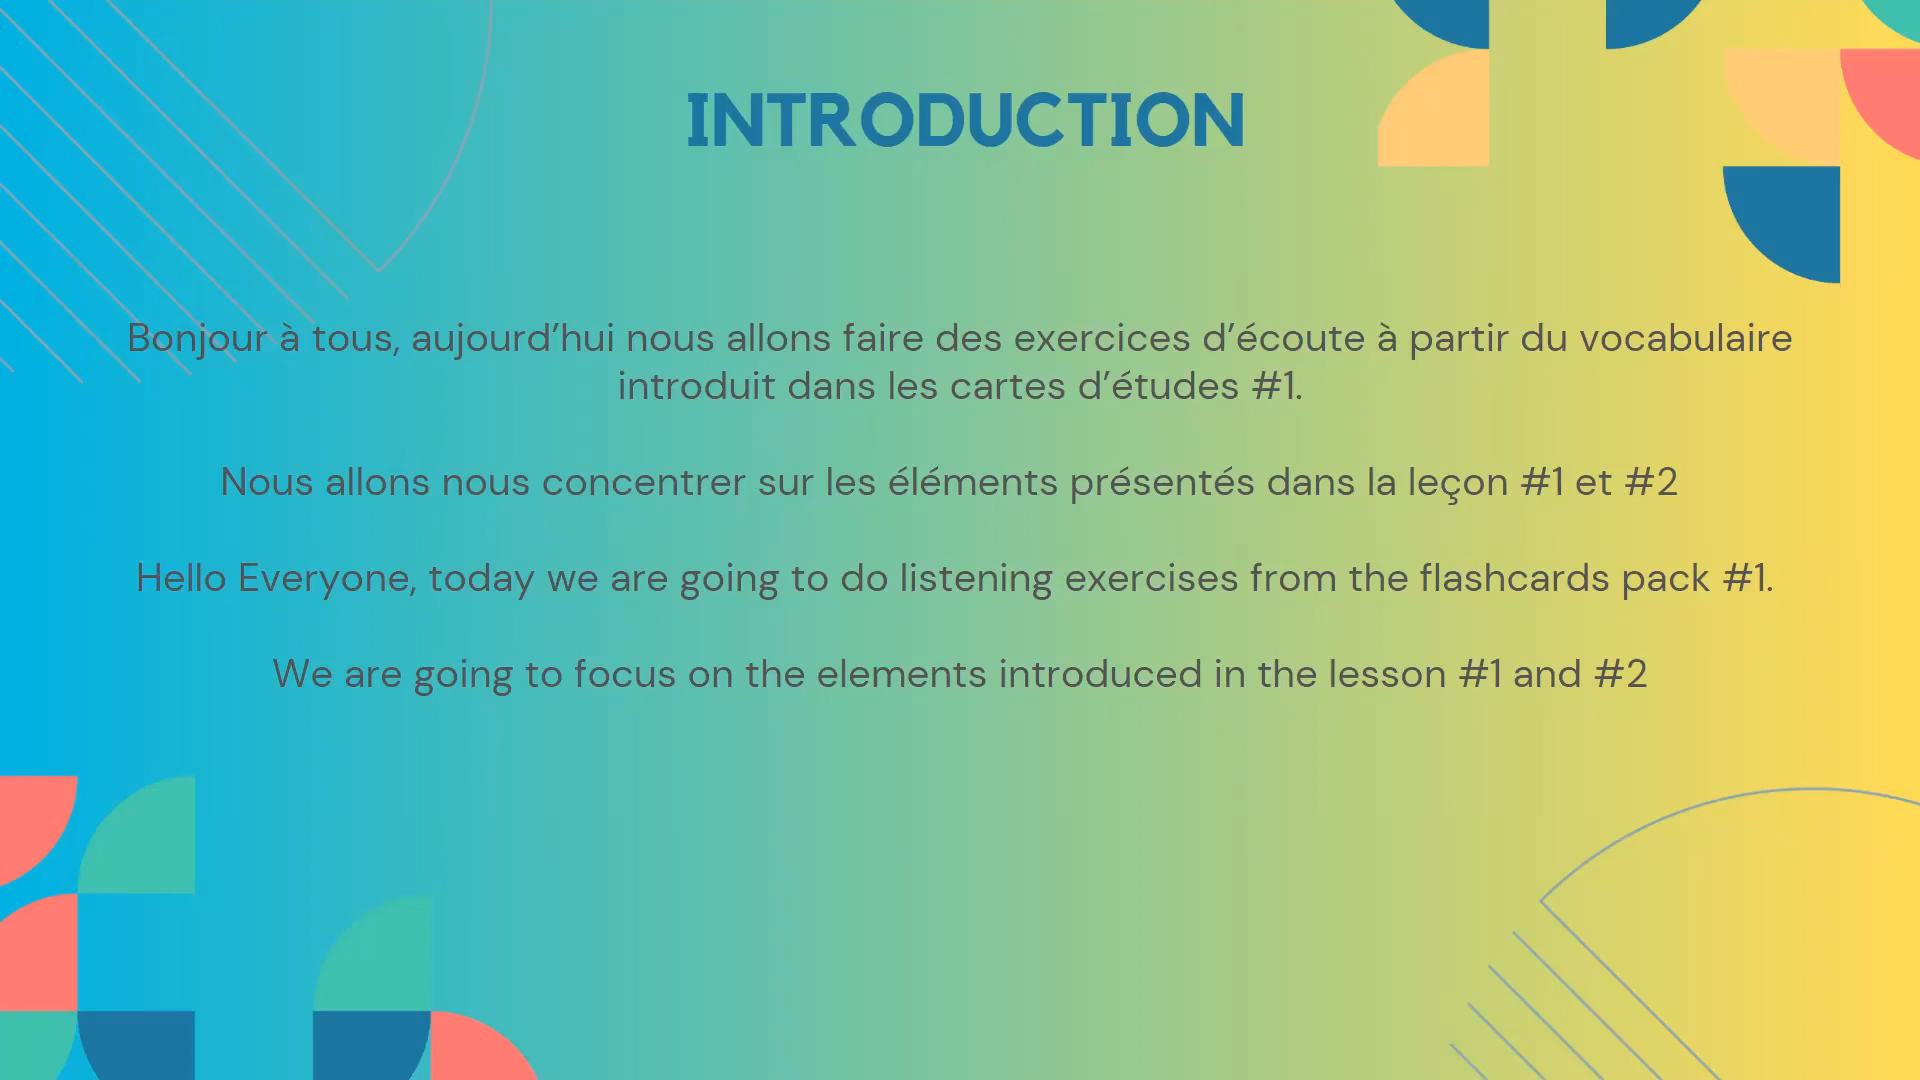 INTRODUCTION
Bonjour à tous, aujourd’hui nous allons faire des exercices d’écoute à partir du vocabulaire
introduit dans les cartes d’études #1.
Nous allons nous concentrer sur les éléments présentés dans la leçon #1 et #2
Hello Everyone, today we are going to do listening exercises from the flashcards pack #1.
We are going to focus on the elements introduced in the lesson #1 and #2